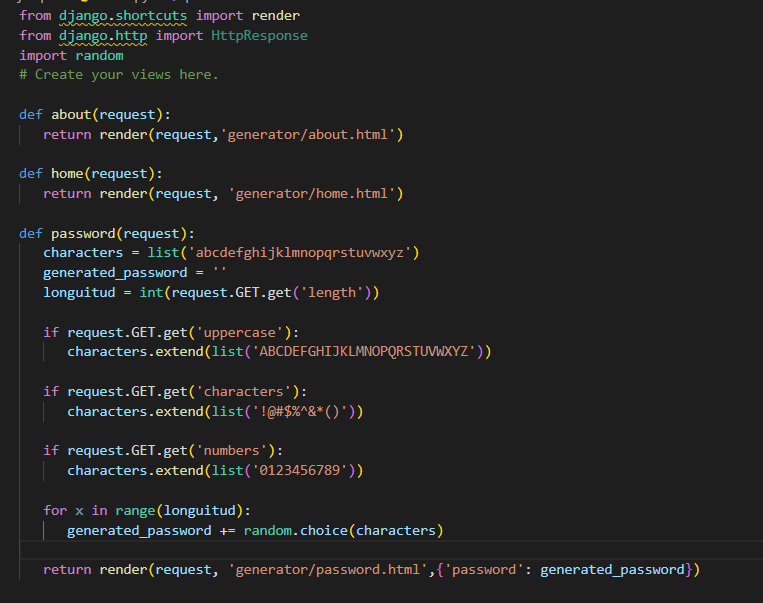 from django.shortcuts import render
from django.http import HttpResponse
import random
# Create your views here.
def about(request):
return render(request,'generator/about.html')
def home(request):
return render(request, 'generator/home.html')
def password(request):
characters = list('abcdefghijklmnopqrstuvwxyz')
generated_password = ''
longuitud = int(request.GET.get('length'))
if request.GET.get('uppercase'):
characters.extend(list('ABCDEFGHIJKLMNOPQRSTUVWXYZ'))
if request.GET.get('characters'):
characters.extend(list('!@#$%^&*()'))
if request.GET.get('numbers'):
characters.extend(list('0123456789'))
for x in range(longuitud):
generated_password += random.choice(characters)
return render(request, 'generator/password.html',{'password': generated_password})